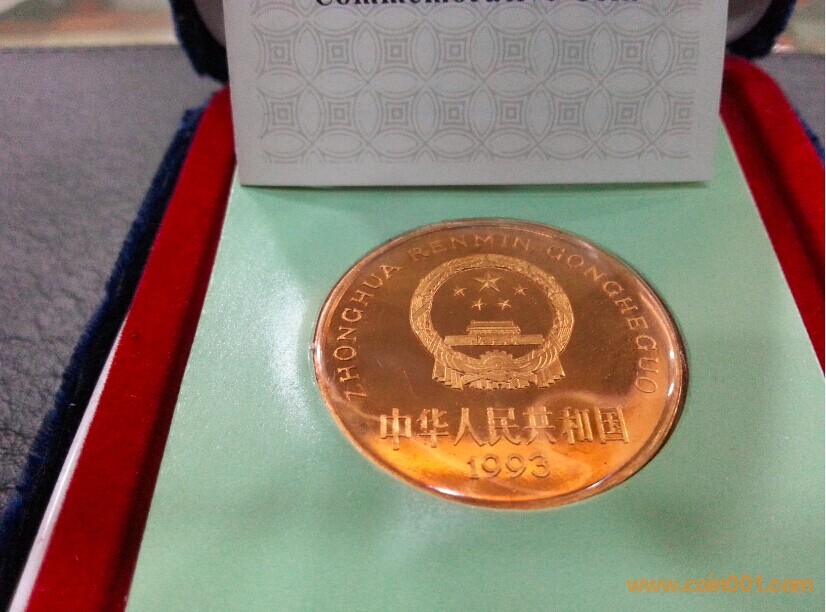 Commemorative Coin
ZHONGHUA RENMIN GONGHEGUO
中华人民共和国
1993
www.coin001.com